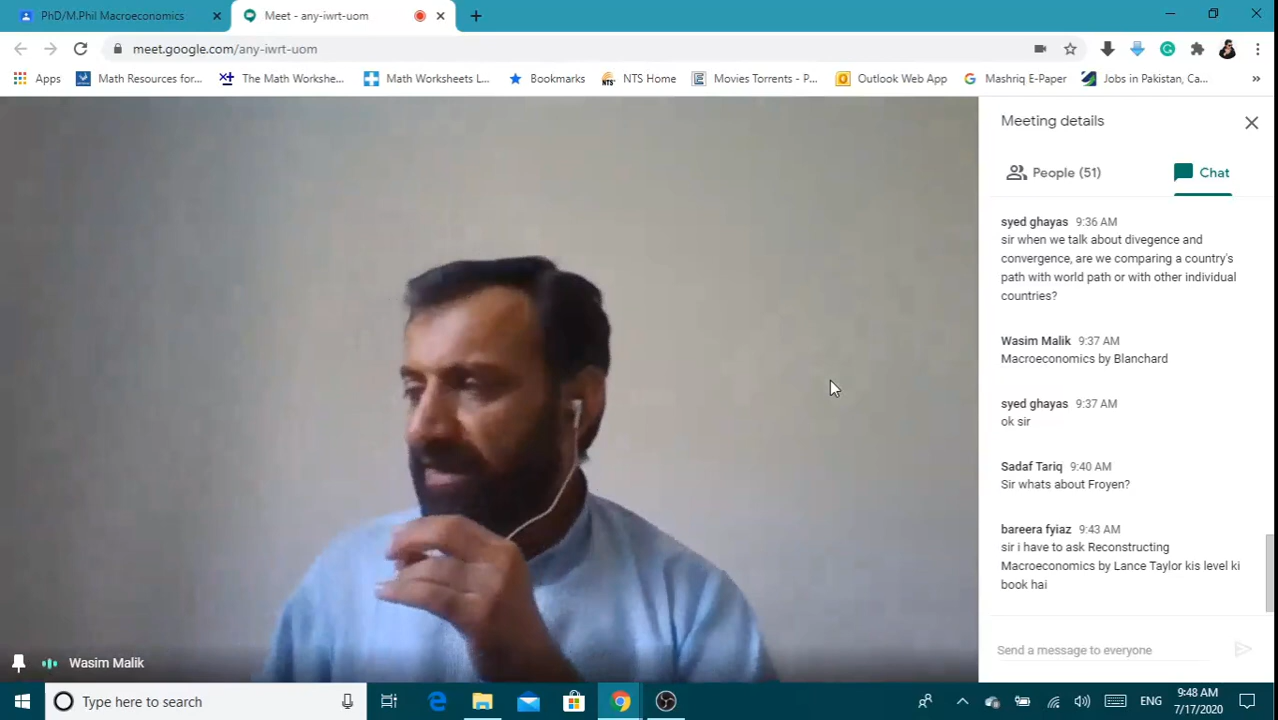 PhD/M.Phil Macroeconomics
Meet - any-iwrt-uom
meet.google.com/any-iwrt-uom
Apps
Math Resources for...
The Math Workshe...
Math Worksheets L...
Bookmarks
NTS Home
Movies Torrents - P...
Outlook Web App
Mashriq E-Paper
Jobs in Pakistan, Ca...
Meeting details
People (51)
Chat
syed ghayas 9:36 AM
sir when we talk about divegence and
convergence, are we comparing a country's
path with world path or with other individual
countries?
Wasim Malik 9:37 AM
Macroeconomics by Blanchard
syed ghayas 9:37 AM
ok sir
Sadaf Tariq 9:40 AM
Sir whats about Froyen?
bareera fyiaz 9:43 AM
sir i have to ask Reconstructing
Macroeconomics by Lance Taylor kis level ki
book hai
Send a message to everyone
Wasim Malik
Type here to search
ENG
9:48 AM
7/17/2020